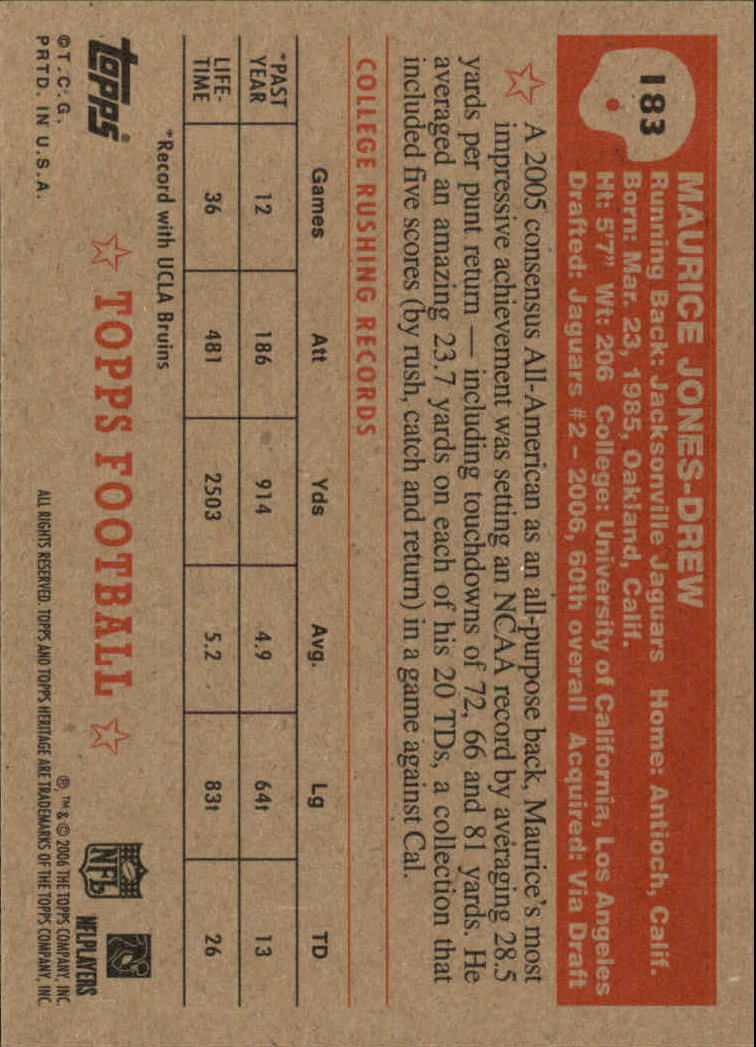 183
MAURICE JONES-DREW
Running Back: Jacksonville Jaguars Home: Antioch, Calif.
Born: Mar. 23, 1985, Oakland, Calif.
Ht: 5'7" Wt: 206 College: University of California, Los Angeles
Drafted: Jaguars #2 - 2006, 60th overall Acquired: Via Draft
A 2005 consensus All-American as an all-purpose back, Maurice's most
impressive achievement was setting an NCAA record by averaging 28.5
yards per punt return — including touchdowns of 72, 66 and 81 yards. He
averaged an amazing 23.7 yards on each of his 20 TDs, a collection that
included five scores (by rush, catch and return) in a game against Cal.
COLLEGE RUSHING RECORDS
Games Att Yds Avg. Lg TD
*PAST YEAR 12 186 914 4.9 64t 13
LIFE-TIME 36 481 2503 5.2 83t 26
*Record with UCLA Bruins
topps
TOPPS FOOTBALL
NFL
NFLPLAYERS
©T.C.G.
PRTD. IN U.S.A.
®, ™ & © 2006 THE TOPPS COMPANY, INC.
ALL RIGHTS RESERVED. TOPPS AND TOPPS HERITAGE ARE TRADEMARKS OF THE TOPPS COMPANY, INC.